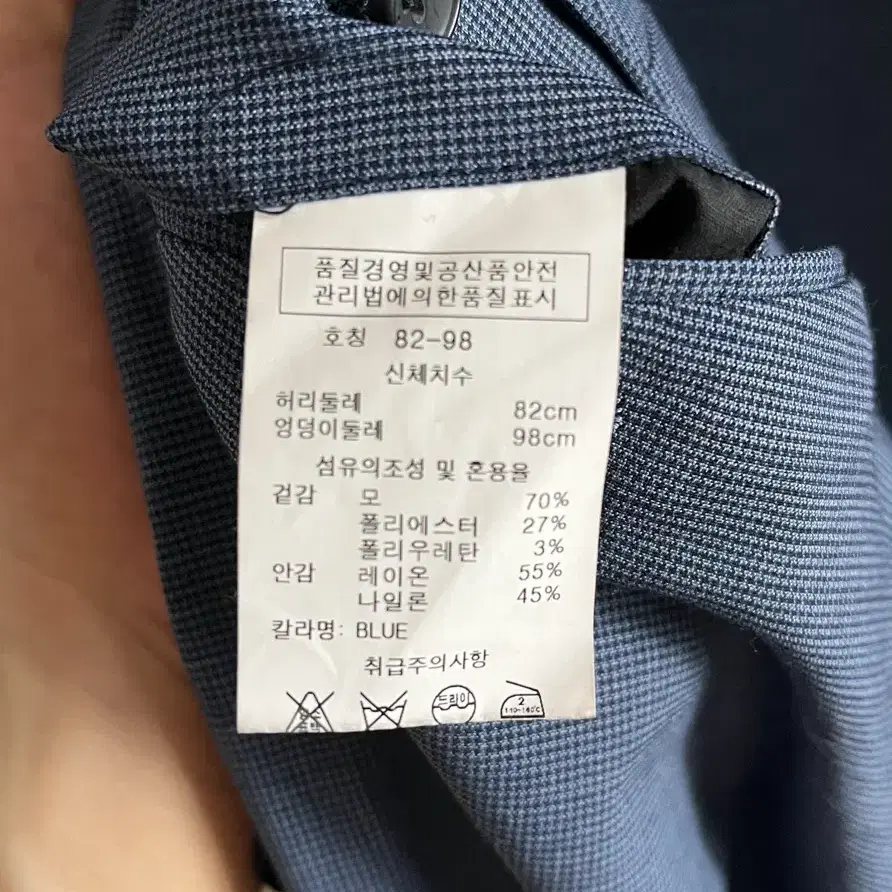 품질경영및공산품안전
관리법에의한품질표시
호칭 82-98
신체치수
허리둘레 82cm
엉덩이둘레 98cm
섬유의조성 및 혼용율
겉감 모 70%
폴리에스터 27%
폴리우레탄 3%
안감 레이온 55%
나일론 45%
칼라명: BLUE
취급주의사항
드라이
2
110~140℃